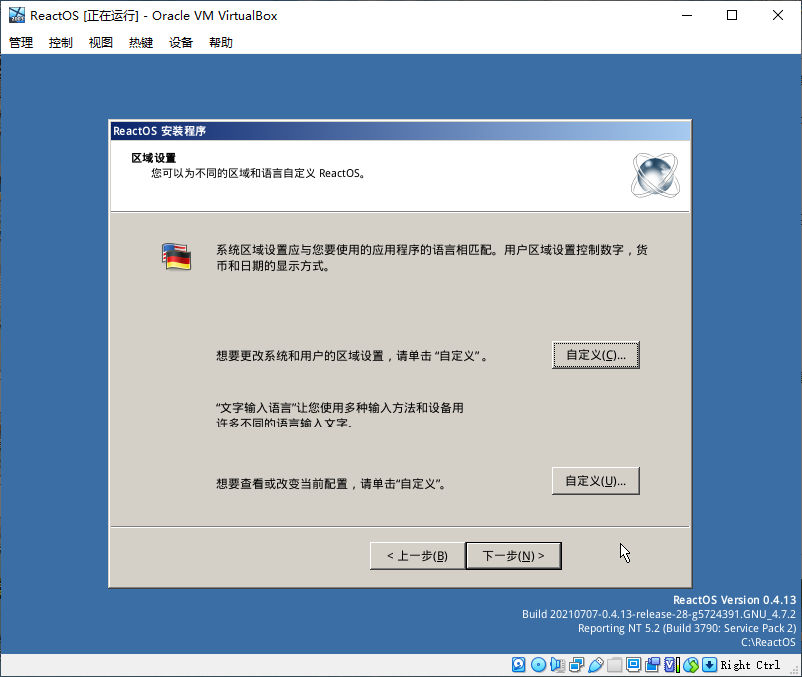 ReactOS [正在运行] - Oracle VM VirtualBox
管理 控制 视图 热键 设备 帮助
ReactOS 安装程序
区域设置
您可以为不同的区域和语言自定义 ReactOS。
系统区域设置应与您要使用的应用程序的语言相匹配。用户区域设置控制数字，货
币和日期的显示方式。
想要更改系统和用户的区域设置，请单击 “自定义” 。
自定义(C)...
“文字输入语言”让您使用多种输入方法和设备用
许多不同的语言输入文字.
想要查看或改变当前配置，请单击“自定义”。
自定义(U)...
< 上一步(B)
下一步(N) >
ReactOS Version 0.4.13
Build 20210707-0.4.13-release-28-g5724391.GNU_4.7.2
Reporting NT 5.2 (Build 3790: Service Pack 2)
C:\ReactOS
Right Ctrl